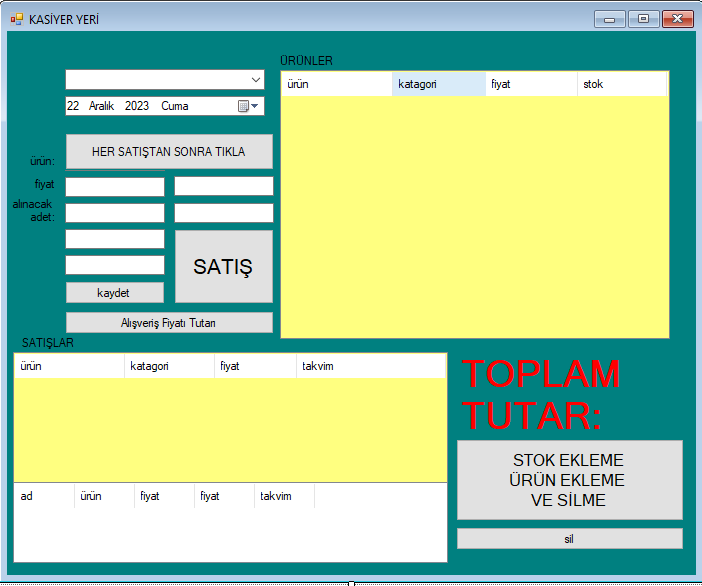 KASİYER YERİ
ÜRÜNLER
ürün katagori fiyat stok
22 Aralık 2023 Cuma
HER SATIŞTAN SONRA TIKLA
ürün:
fiyat
alınacak
adet:
SATIŞ
kaydet
Alışveriş Fiyatı Tutarı
SATIŞLAR
ürün katagori fiyat takvim
TOPLAM
TUTAR:
STOK EKLEME
ÜRÜN EKLEME
VE SİLME
ad ürün fiyat fiyat takvim
sil